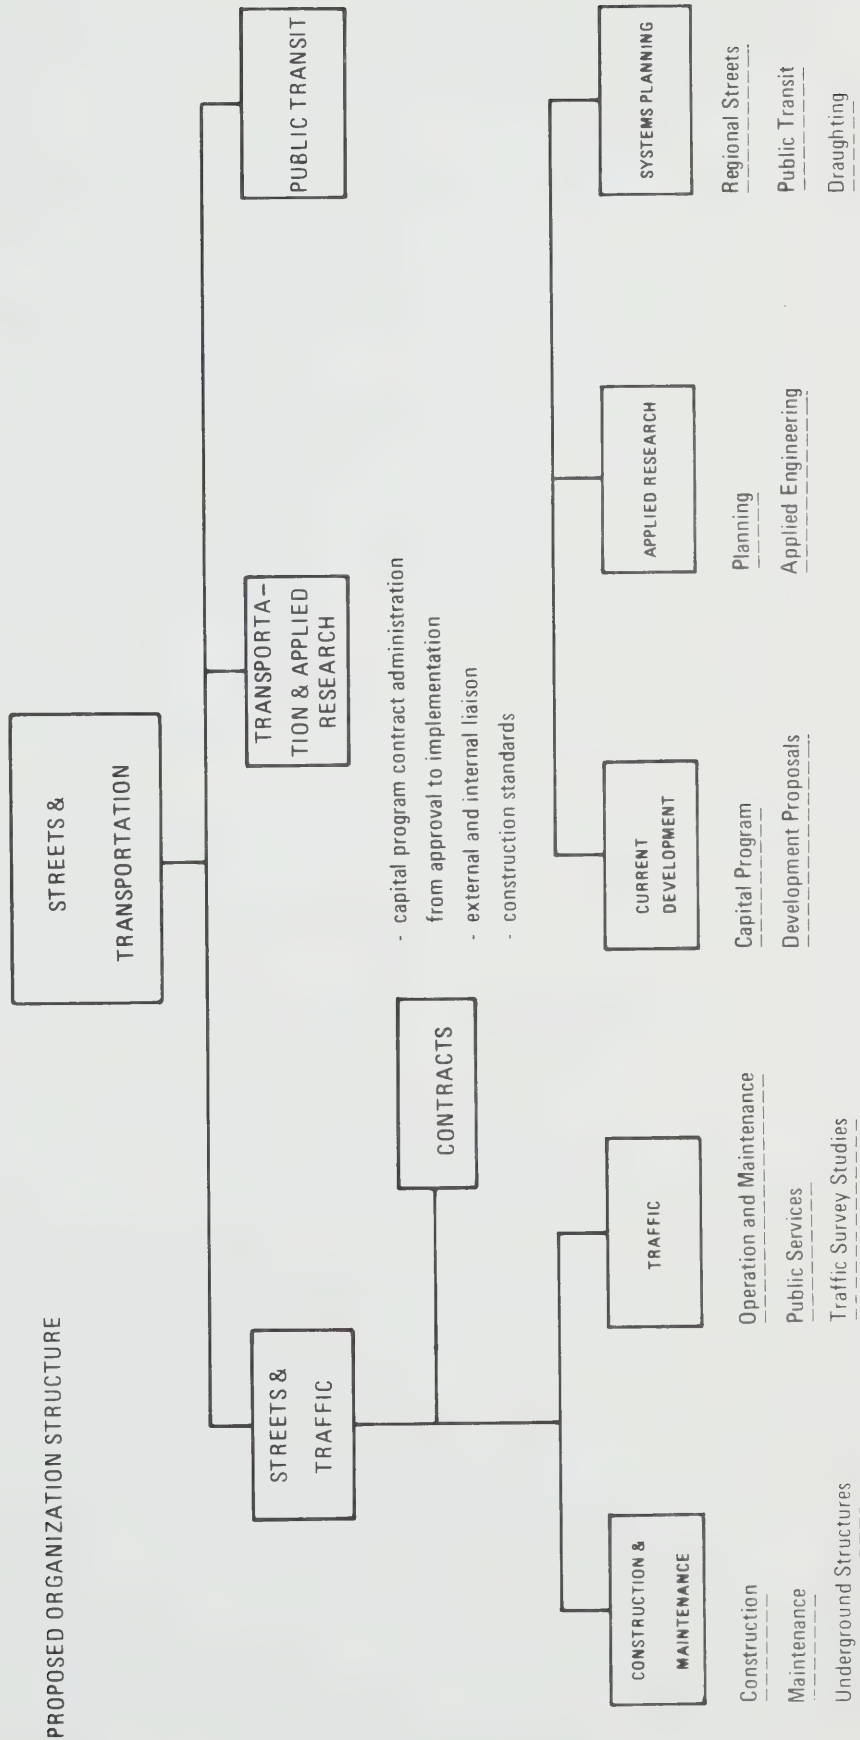 PROPOSED ORGANIZATION STRUCTURE
STREETS &
TRANSPORTATION
STREETS &
TRAFFIC
TRANSPORTA-
TION & APPLIED
RESEARCH
PUBLIC TRANSIT
CONTRACTS
- capital program contract administration
from approval to implementation
- external and internal liaison
- construction standards
CONSTRUCTION &
MAINTENANCE
Construction
Maintenance
Underground Structures
TRAFFIC
Operation and Maintenance
Public Services
Traffic Survey Studies
CURRENT
DEVELOPMENT
Capital Program
Development Proposals
APPLIED RESEARCH
Planning
Applied Engineering
SYSTEMS PLANNING
Regional Streets
Public Transit
Draughting